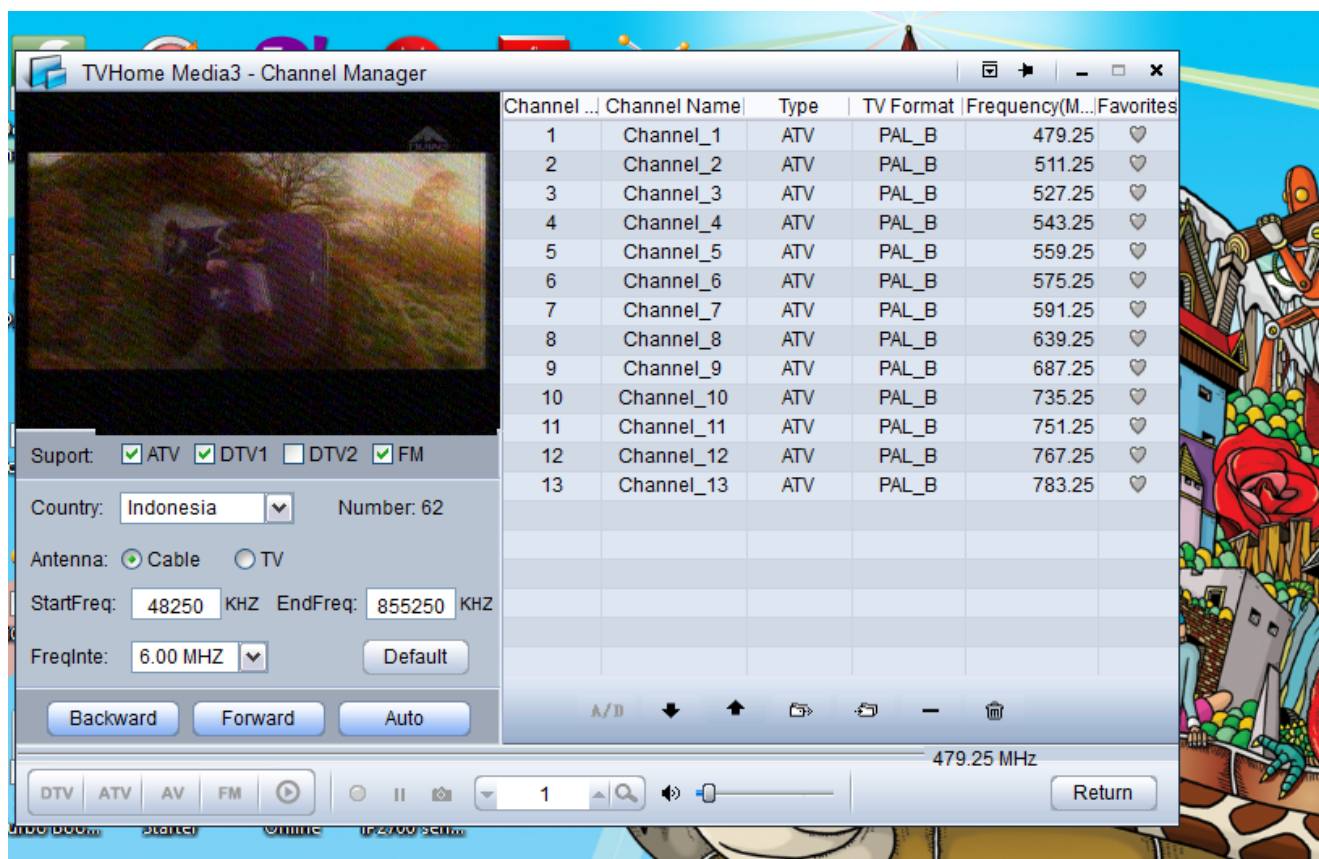 TVHome Media3 - Channel Manager
Channel ... Channel Name Type TV Format Frequency(M... Favorites
1 Channel_1 ATV PAL_B 479.25
2 Channel_2 ATV PAL_B 511.25
3 Channel_3 ATV PAL_B 527.25
4 Channel_4 ATV PAL_B 543.25
5 Channel_5 ATV PAL_B 559.25
6 Channel_6 ATV PAL_B 575.25
7 Channel_7 ATV PAL_B 591.25
8 Channel_8 ATV PAL_B 639.25
9 Channel_9 ATV PAL_B 687.25
10 Channel_10 ATV PAL_B 735.25
11 Channel_11 ATV PAL_B 751.25
12 Channel_12 ATV PAL_B 767.25
13 Channel_13 ATV PAL_B 783.25
Suport: ATV DTV1 DTV2 FM
Country: Indonesia Number: 62
Antenna: Cable TV
StartFreq: 48250 KHZ EndFreq: 855250 KHZ
FreqInte: 6.00 MHZ Default
Backward Forward Auto
A/D
479.25 MHz
DTV ATV AV FM 1 Return
Starter Online